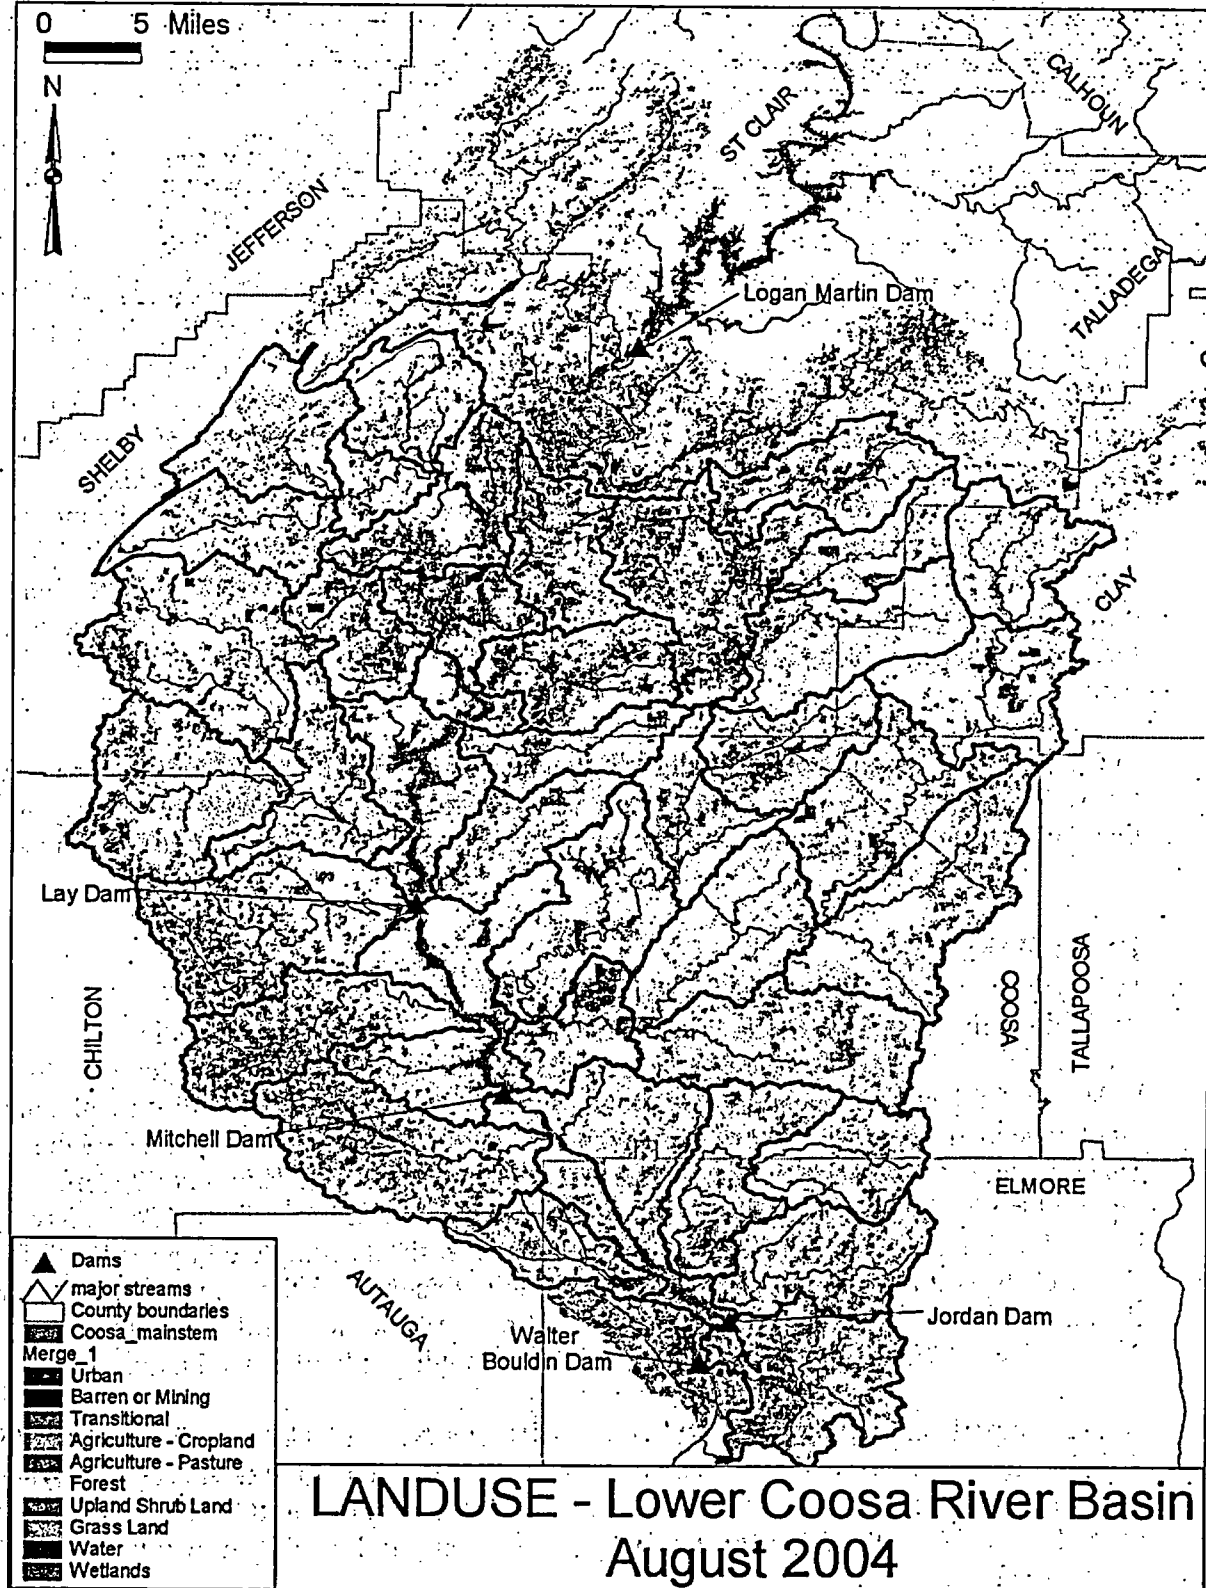 0 5 Miles
N
CALHOUN
ST CLAIR
JEFFERSON
TALLADEGA
Logan Martin Dam
SHELBY
CLAY
Lay Dam
COOSA
TALLAPOOSA
CHILTON
Mitchell Dam
ELMORE
AUTAUGA
Jordan Dam
Walter
Bouldin Dam
Dams
major streams
County boundaries
Coosa_mainstem
Merge_1
Urban
Barren or Mining
Transitional
Agriculture - Cropland
Agriculture - Pasture
Forest
Upland Shrub Land
Grass Land
Water
Wetlands
LANDUSE - Lower Coosa River Basin
August 2004